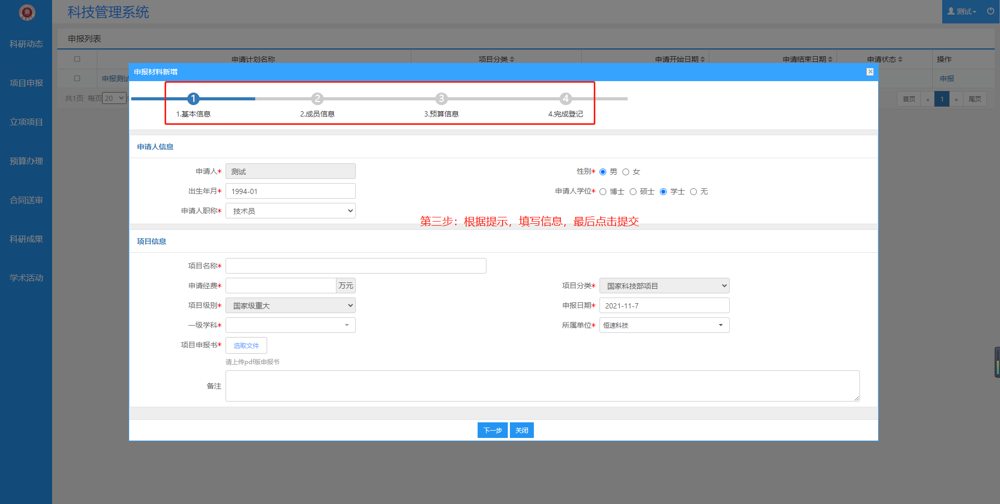 科技管理系统
测试
科研动态
项目申报
立项项目
预算办理
合同送审
科研成果
学术活动
申报列表
申请计划名称 项目分类 申请开始日期 申请结束日期 申请状态 操作
申报测试 申报
共1页 每页 20
首页 « 1 » 尾页
申报材料新增
1 2 3 4
1.基本信息 2.成员信息 3.预算信息 4.完成登记
申请人信息
申请人* 测试 性别* 男 女
出生年月* 1994-01 申请人学位* 博士 硕士 学士 无
申请人职称* 技术员
第三步：根据提示，填写信息，最后点击提交
项目信息
项目名称*
申请经费* 万元 项目分类* 国家科技部项目
项目级别* 国家级重大 申报日期* 2021-11-7
一级学科* 所属单位* 恒速科技
项目申报书* 选取文件
请上传pdf版申报书
备注
下一步 关闭